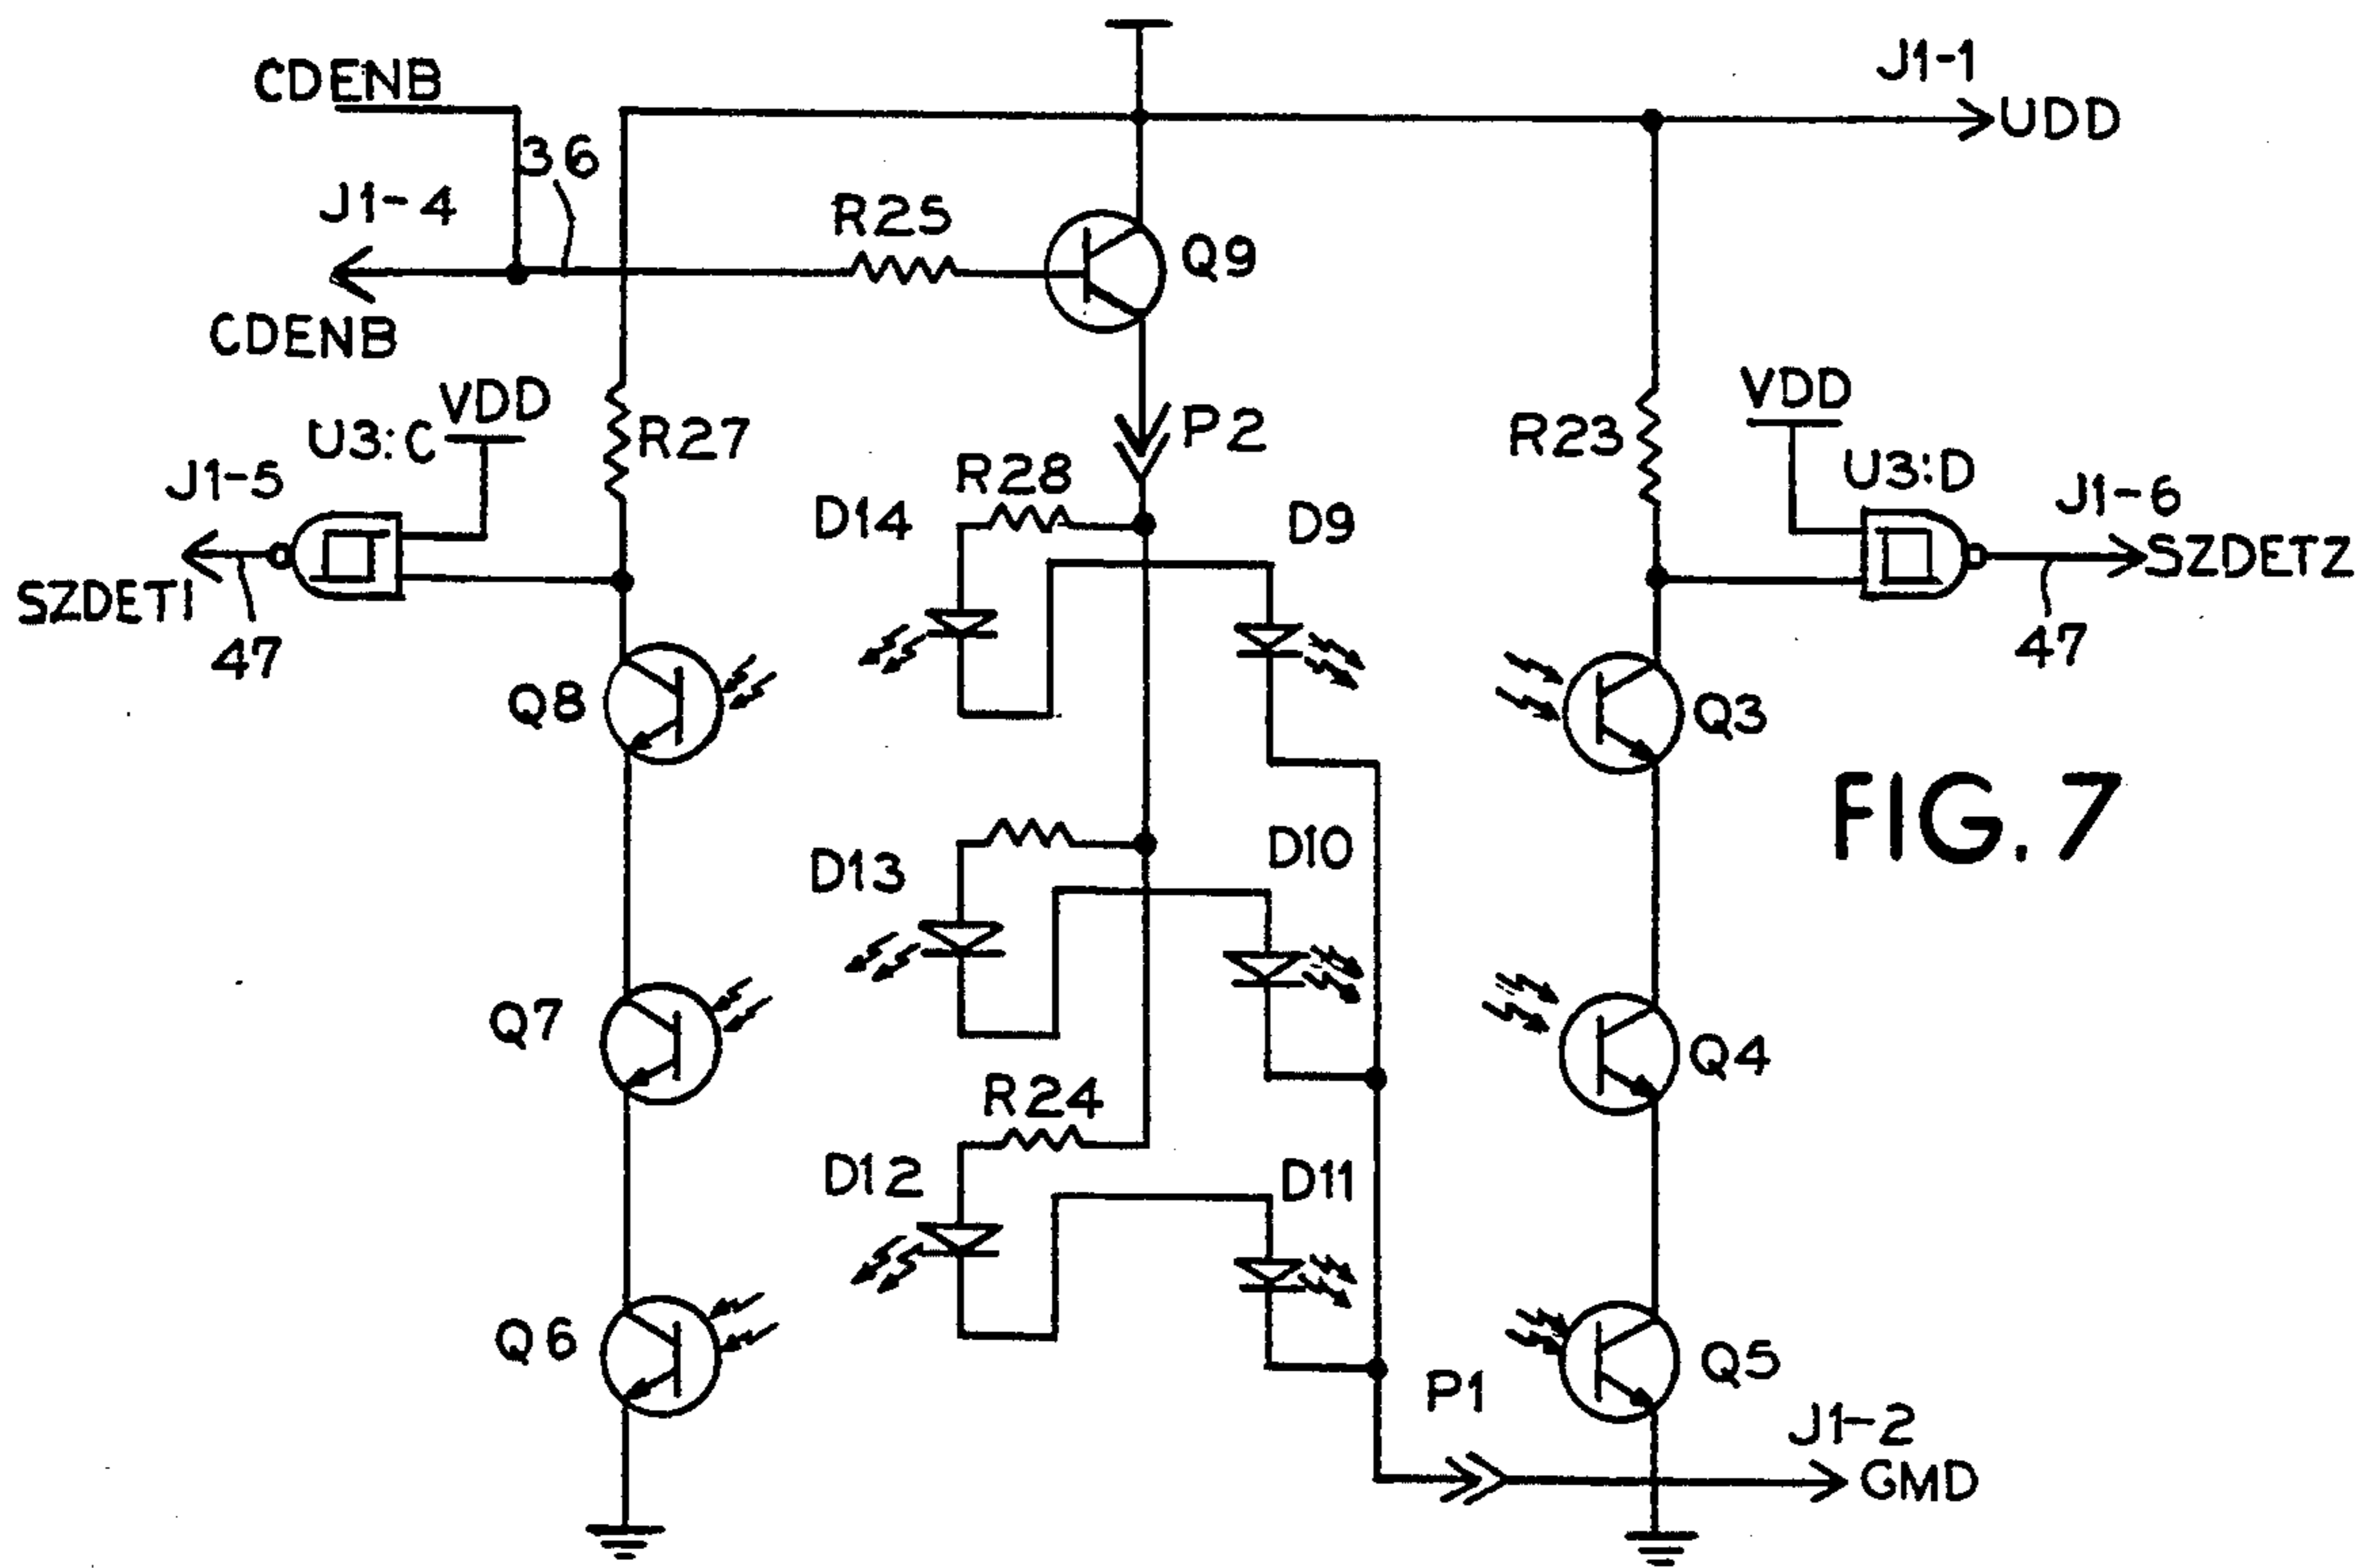 CDENB
J1-1
UDD
36
J1-4
R25
Q9
CDENB
VDD
U3:C
R27
P2
R23
VDD
U3:D
J1-5
R28
J1-6
D14
D9
SZDETI
SZDETZ
47
47
Q8
Q3
FIG. 7
D13
D10
Q7
Q4
R24
D12
D11
Q6
Q5
P1
J1-2
GMD